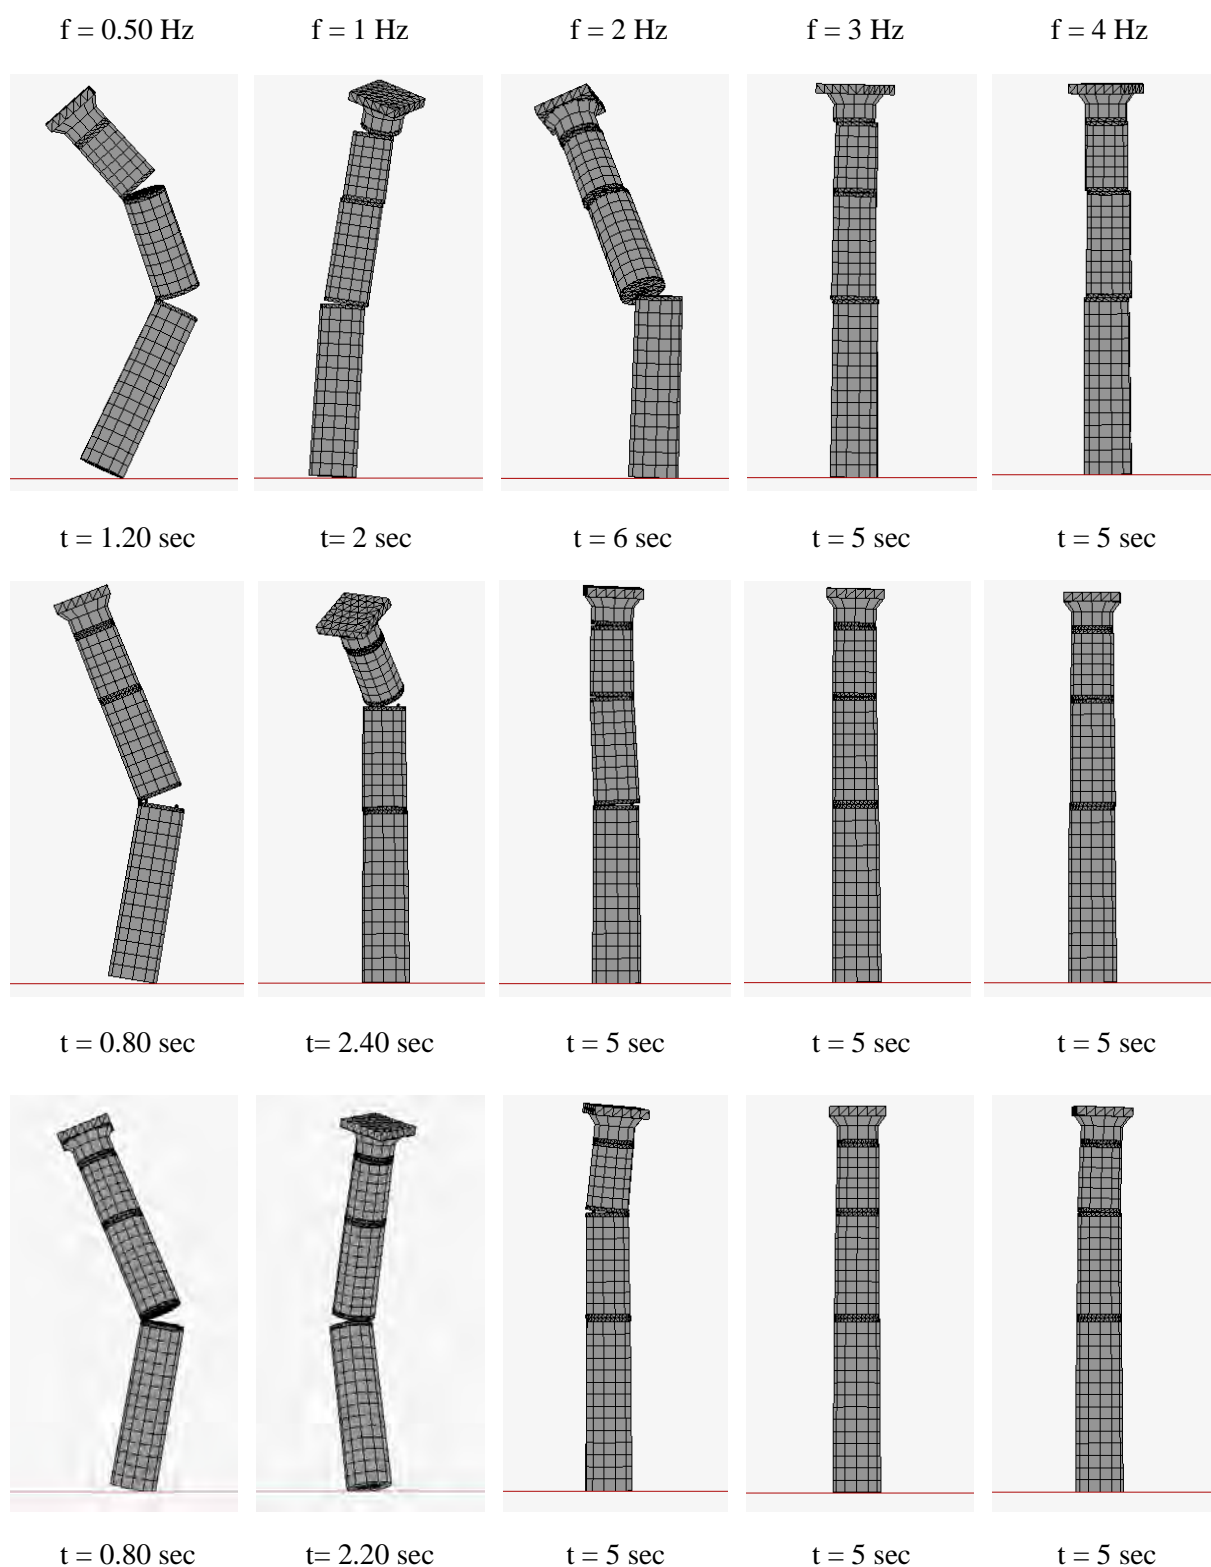 f = 0.50 Hz f = 1 Hz f = 2 Hz f = 3 Hz f = 4 Hz
t = 1.20 sec t= 2 sec t = 6 sec t = 5 sec t = 5 sec
t = 0.80 sec t= 2.40 sec t = 5 sec t = 5 sec t = 5 sec
t = 0.80 sec t= 2.20 sec t = 5 sec t = 5 sec t = 5 sec